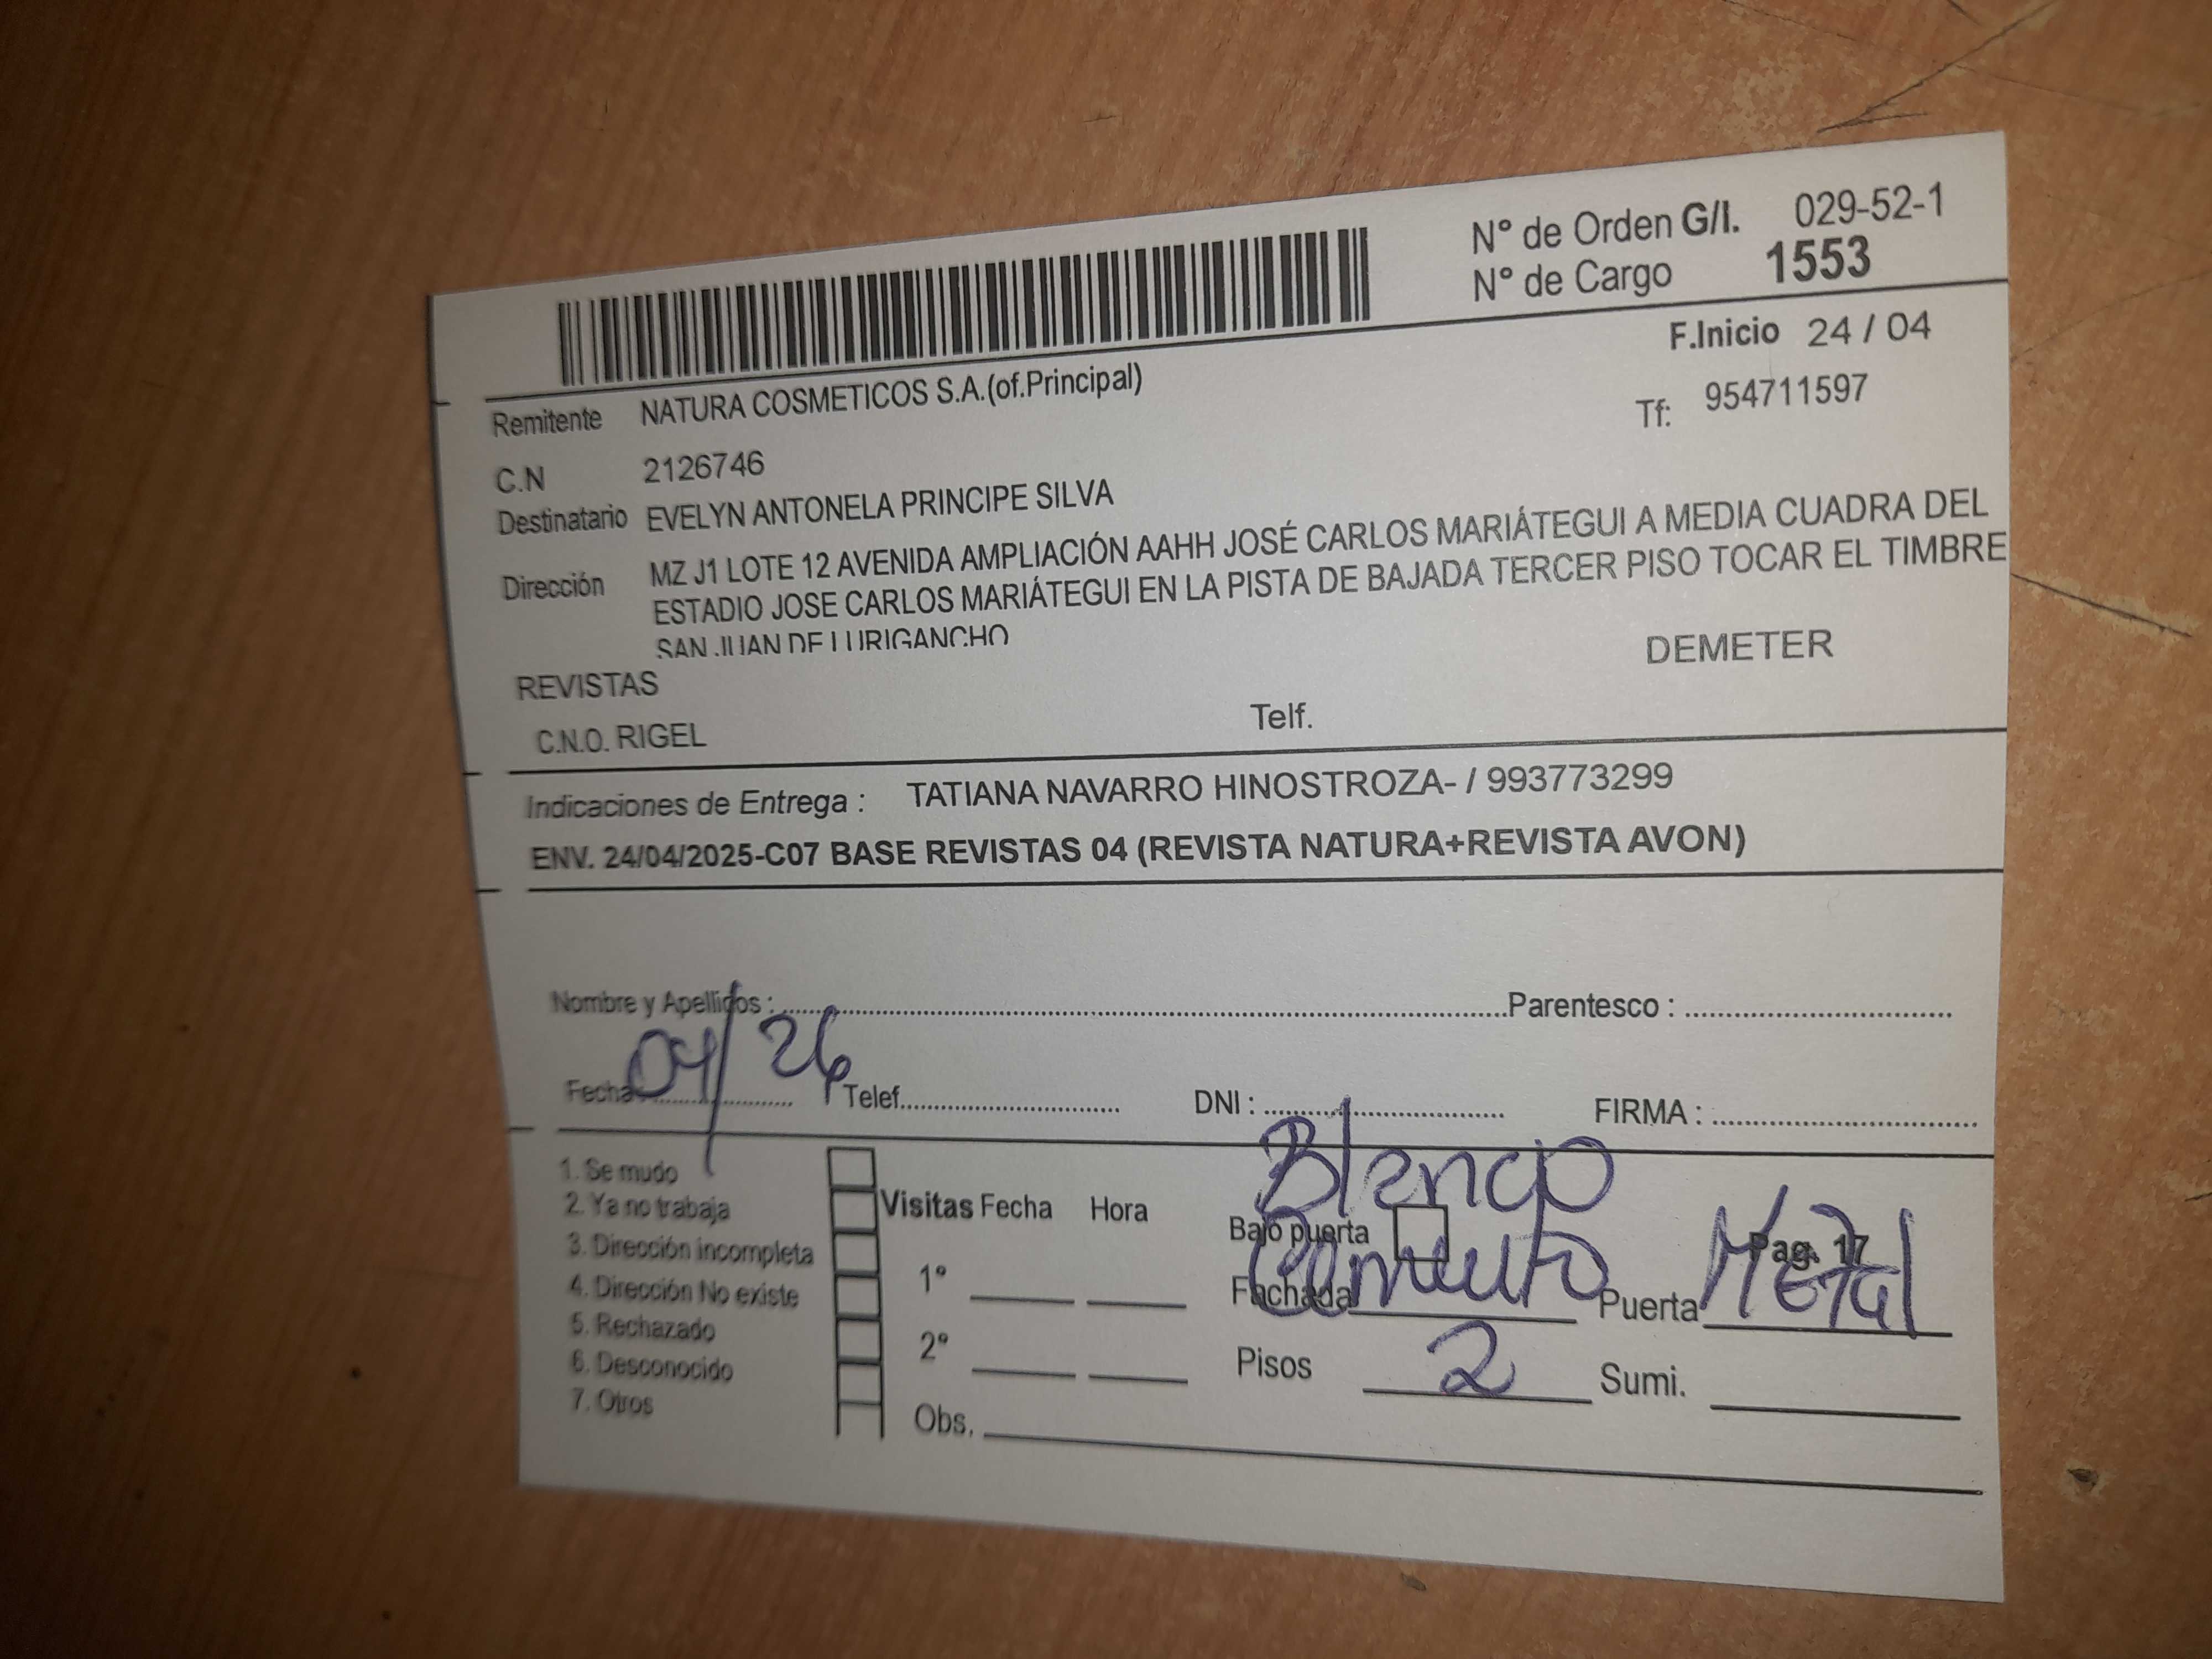 N° de Orden G/I. 029-52-1
N° de Cargo 1553
F.Inicio 24 / 04
Remitente NATURA COSMETICOS S.A.(of.Principal)
Tf: 954711597
C.N 2126746
Destinatario EVELYN ANTONELA PRINCIPE SILVA
Dirección MZ J1 LOTE 12 AVENIDA AMPLIACIÓN AAHH JOSÉ CARLOS MARIÁTEGUI A MEDIA CUADRA DEL
ESTADIO JOSE CARLOS MARIÁTEGUI EN LA PISTA DE BAJADA TERCER PISO TOCAR EL TIMBRE
SAN JUAN DE LURIGANCHO
DEMETER
REVISTAS
C.N.O. RIGEL Telf.
Indicaciones de Entrega : TATIANA NAVARRO HINOSTROZA- / 993773299
ENV. 24/04/2025-C07 BASE REVISTAS 04 (REVISTA NATURA+REVISTA AVON)
Nombre y Apellidos : Parentesco :
Fecha 04/26 Telef. DNI : FIRMA :
1. Se mudo
2. Ya no trabaja
3. Dirección incompleta
4. Dirección No existe
5. Rechazado
6. Desconocido
7. Otros
Visitas Fecha Hora
1°
2°
Obs.
Blanco
Bajo puerta Pag. 17
Fachada Cemento Puerta Metal
Pisos 2 Sumi.